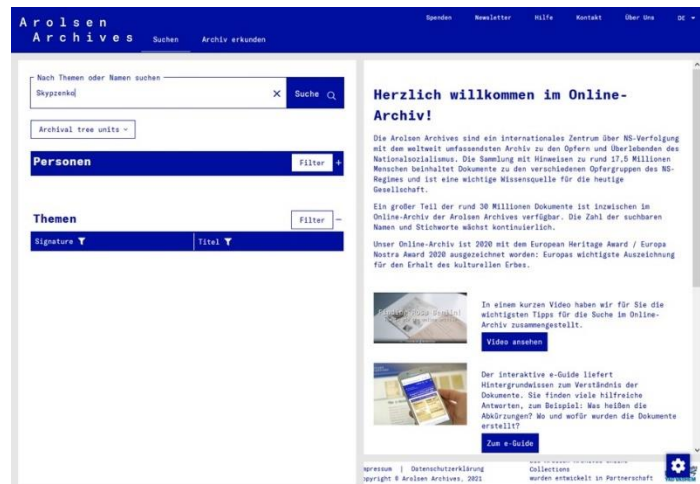 Arolsen
Archives
Suchen
Archiv erkunden
Spenden
Newsletter
Hilfe
Kontakt
Über Uns
DE
Nach Themen oder Namen suchen
Skypzenko
Suche
Archival tree units
Personen
Filter
Themen
Filter
Signature
Titel
Herzlich willkommen im Online-
Archiv!
Die Arolsen Archives sind ein internationales Zentrum über NS-Verfolgung
mit dem weltweit umfassendsten Archiv zu den Opfern und Überlebenden des
Nationalsozialismus. Die Sammlung mit Hinweisen zu rund 17,5 Millionen
Menschen beinhaltet Dokumente zu den verschiedenen Opfergruppen des NS-
Regimes und ist eine wichtige Wissensquelle für die heutige
Gesellschaft.
Ein großer Teil der rund 30 Millionen Dokumente ist inzwischen im
Online-Archiv der Arolsen Archives verfügbar. Die Zahl der suchbaren
Namen und Stichworte wächst kontinuierlich.
Unser Online-Archiv ist 2020 mit dem European Heritage Award / Europa
Nostra Award 2020 ausgezeichnet worden: Europas wichtigste Auszeichnung
für den Erhalt des kulturellen Erbes.
In einem kurzen Video haben wir für Sie die
wichtigsten Tipps für die Suche im Online-
Archiv zusammengestellt.
Video ansehen
Der interaktive e-Guide liefert
Hintergrundwissen zum Verständnis der
Dokumente. Sie finden viele hilfreiche
Antworten, zum Beispiel: Was heißen die
Abkürzungen? Wo und wofür wurden die Dokumente
erstellt?
Zum e-Guide
mpressum | Datenschutzerklärung
opyright © Arolsen Archives, 2021
Collections
wurden entwickelt in Partnerschaft